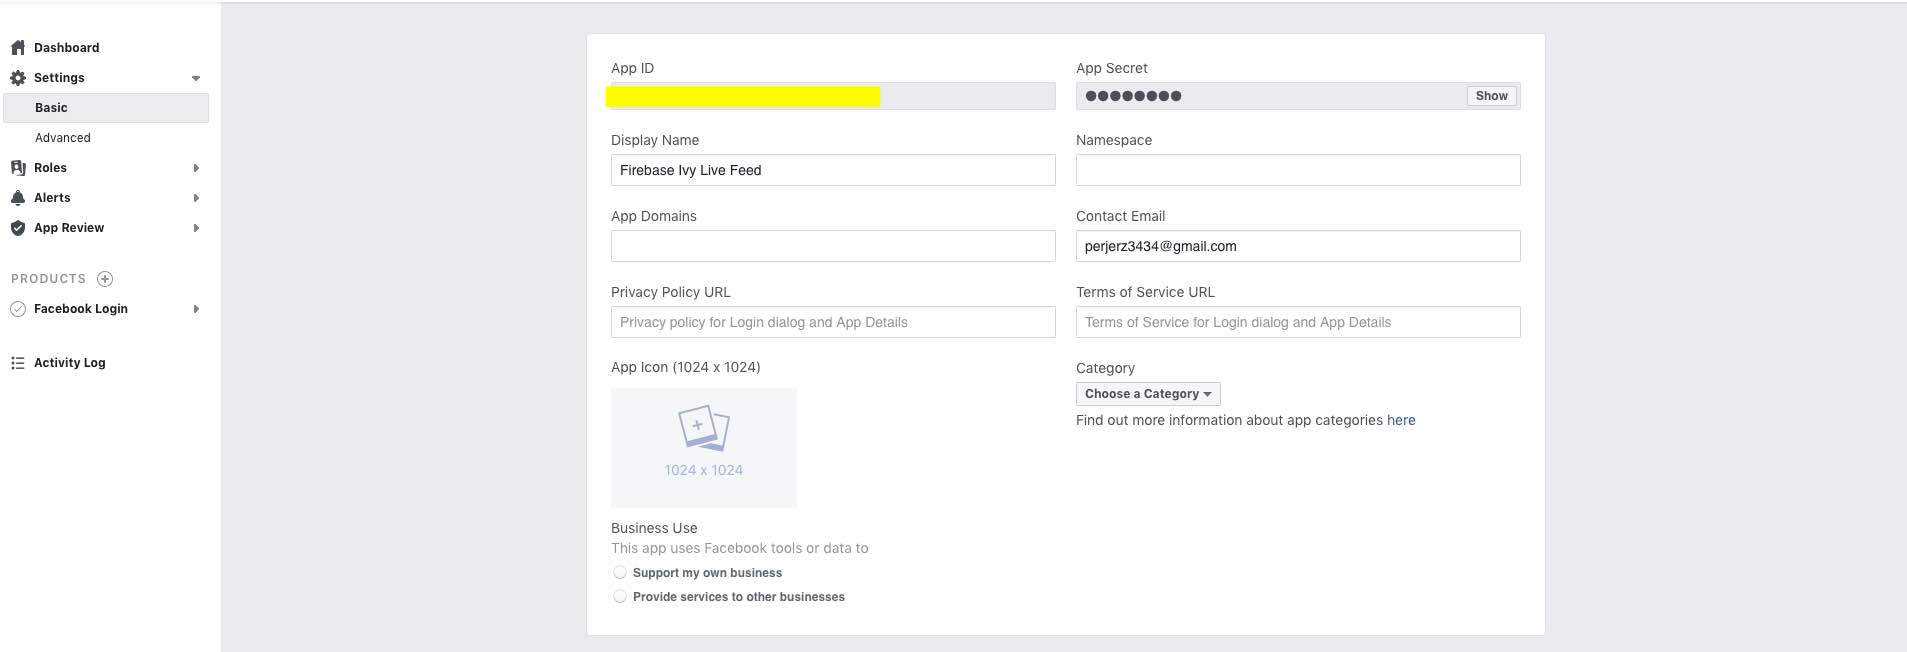 Dashboard
Settings
Basic
Advanced
Roles
Alerts
App Review
PRODUCTS
Facebook Login
Activity Log
App ID
App Secret
●●●●●●●●
Show
Display Name
Firebase Ivy Live Feed
Namespace
App Domains
Contact Email
perjerz3434@gmail.com
Privacy Policy URL
Privacy policy for Login dialog and App Details
Terms of Service URL
Terms of Service for Login dialog and App Details
App Icon (1024 x 1024)
1024 x 1024
Category
Choose a Category
Find out more information about app categories here
Business Use
This app uses Facebook tools or data to
Support my own business
Provide services to other businesses